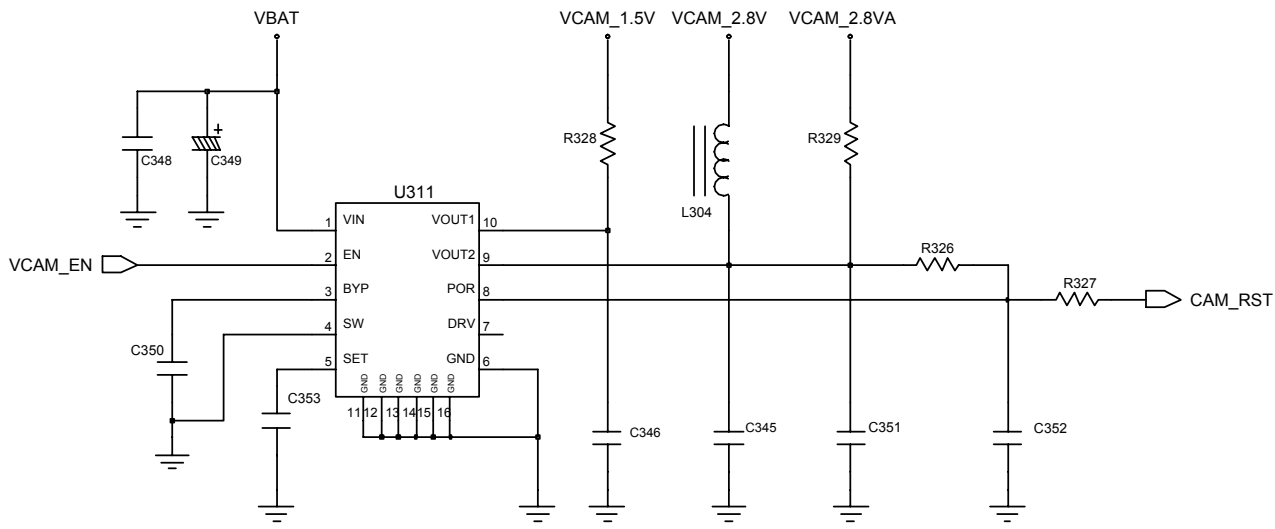 VBAT
VCAM_1.5V
VCAM_2.8V
VCAM_2.8VA
C348
+
C349
R328
L304
R329
U311
1 VIN
VOUT1 10
VCAM_EN
2 EN
VOUT2 9
R326
3 BYP
POR 8
R327
CAM_RST
4 SW
DRV 7
C350
5 SET
GND 6
C353
GND GND GND GND GND GND
11 12 13 14 15 16
C346
C345
C351
C352